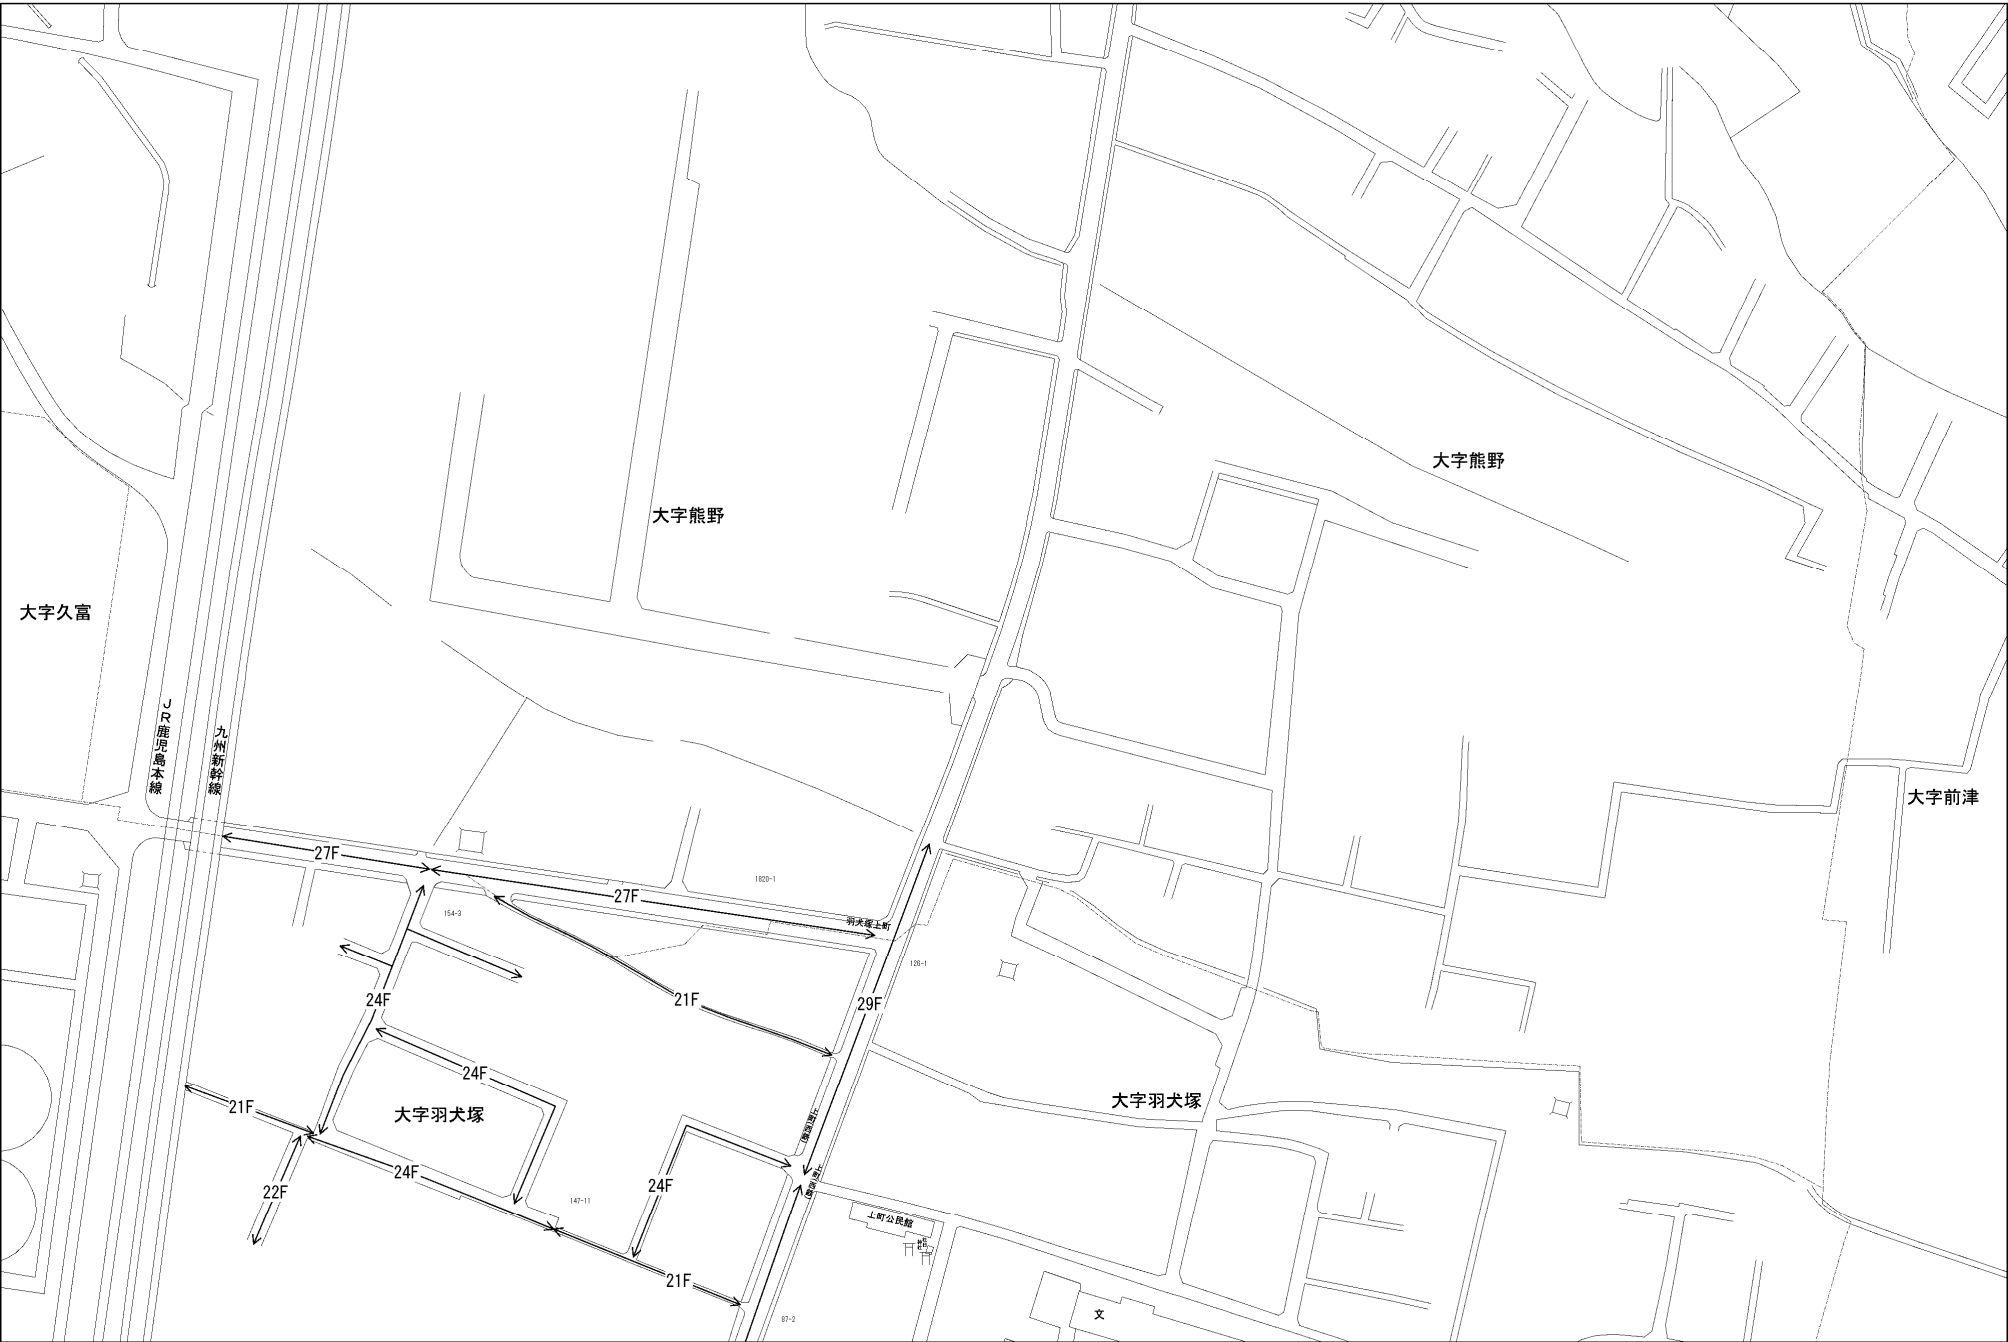 大字熊野
大字熊野
大字久富
JR鹿児島本線
九州新幹線
大字前津
27F
27F
1820-1
154-3
羽犬塚上町
126-1
24F
21F
29F
24F
大字羽犬塚
大字羽犬塚
21F
24F
24F
22F
147-11
上町公民館
21F
87-2
文